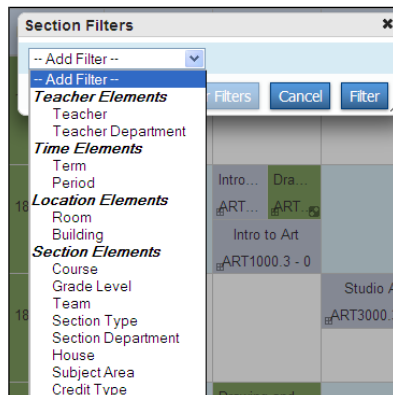 Section Filters ×
-- Add Filter --
-- Add Filter --
Teacher Elements
Teacher
Teacher Department
Time Elements
Term
Period
Location Elements
Room
Building
Section Elements
Course
Grade Level
Team
Section Type
Section Department
House
Subject Area
Credit Type
Filters
Cancel
Filter
18
Intro... Dra...
ART... ART...
Intro to Art
ART1000.3 - 0
18
Studio A
ART3000.